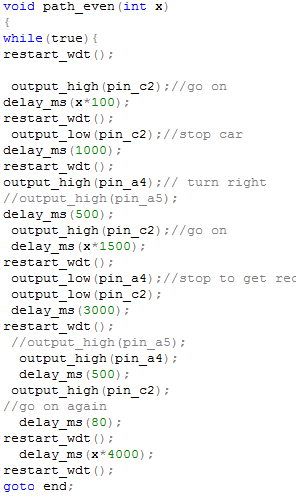 void path_even(int x)
{
while(true){
restart_wdt();
output_high(pin_c2);//go on
delay_ms(x*100);
restart_wdt();
output_low(pin_c2);//stop car
delay_ms(1000);
restart_wdt();
output_high(pin_a4);// turn right
//output_high(pin_a5);
delay_ms(500);
output_high(pin_c2);//go on
delay_ms(x*1500);
restart_wdt();
output_low(pin_a4);//stop to get rec
output_low(pin_c2);
delay_ms(3000);
restart_wdt();
//output_high(pin_a5);
output_high(pin_a4);
delay_ms(500);
output_high(pin_c2);
//go on again
delay_ms(80);
restart_wdt();
delay_ms(x*4000);
restart_wdt();
goto end;